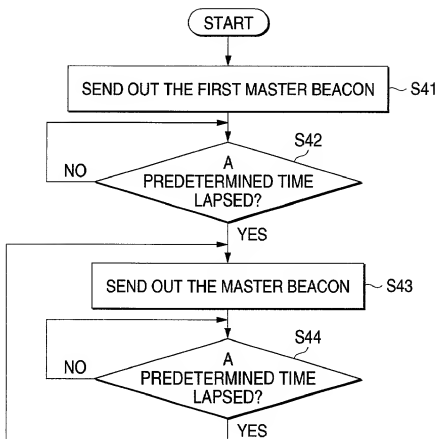 START
SEND OUT THE FIRST MASTER BEACON
S41
S42
A
PREDETERMINED TIME
LAPSED?
NO
YES
SEND OUT THE MASTER BEACON
S43
S44
A
PREDETERMINED TIME
LAPSED?
NO
YES